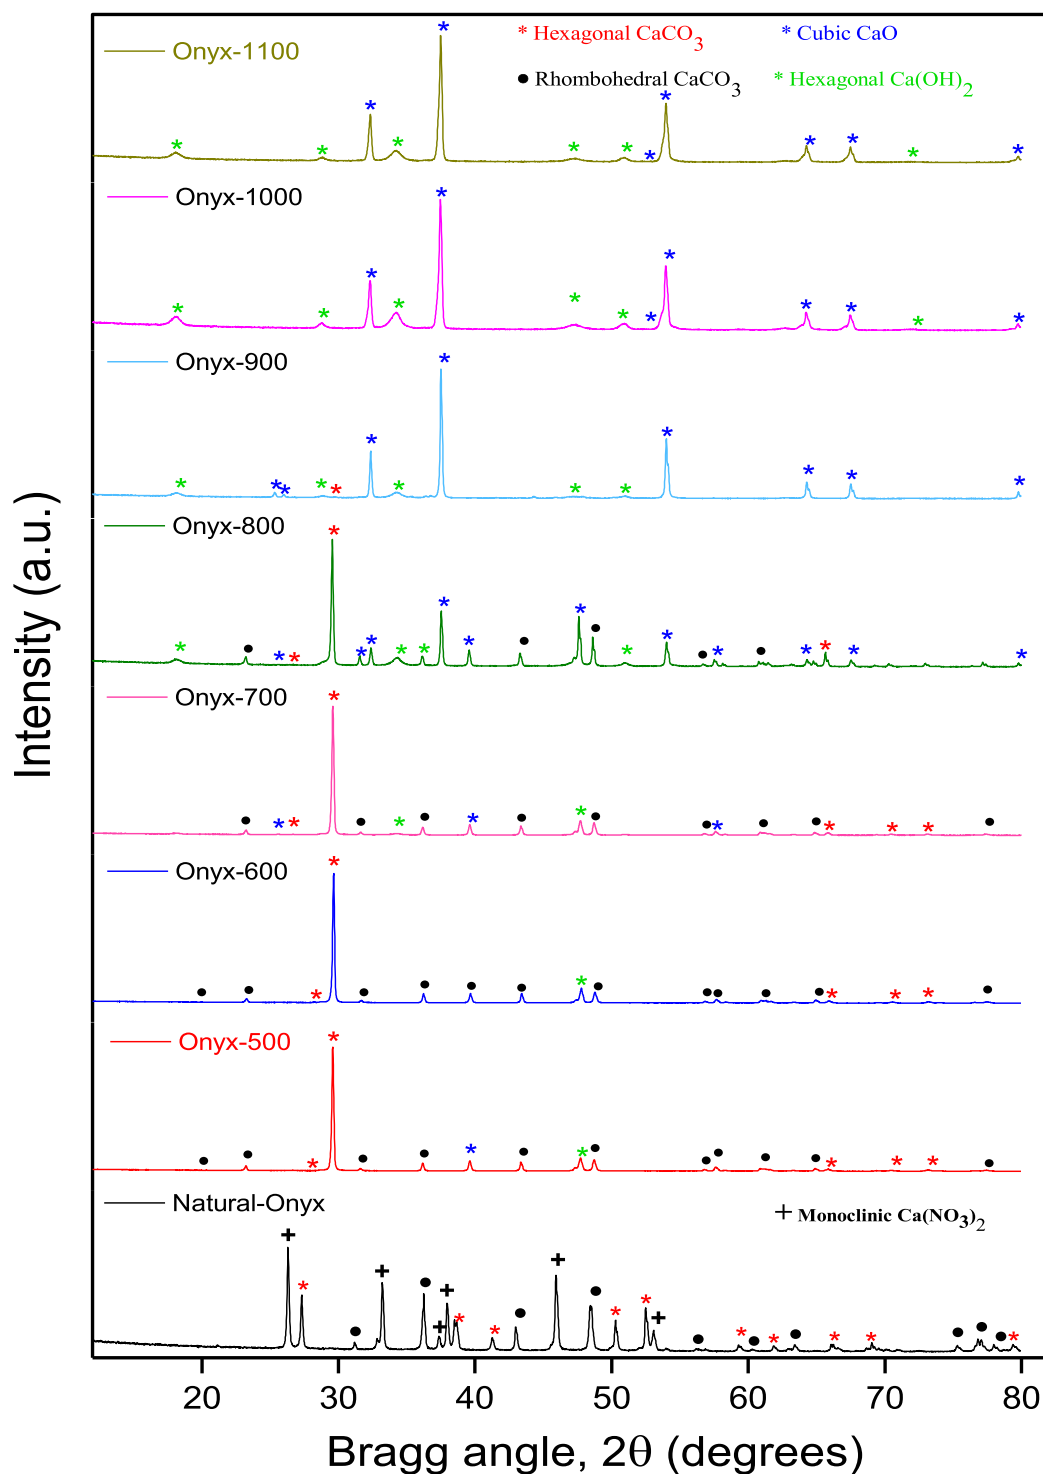 Onyx-1100
* Hexagonal CaCO3
* Cubic CaO
● Rhombohedral CaCO3
* Hexagonal Ca(OH)2
Onyx-1000
Onyx-900
Onyx-800
Onyx-700
Onyx-600
Onyx-500
Natural-Onyx
+ Monoclinic Ca(NO3)2
Intensity (a.u.)
20 30 40 50 60 70 80
Bragg angle, 2θ (degrees)